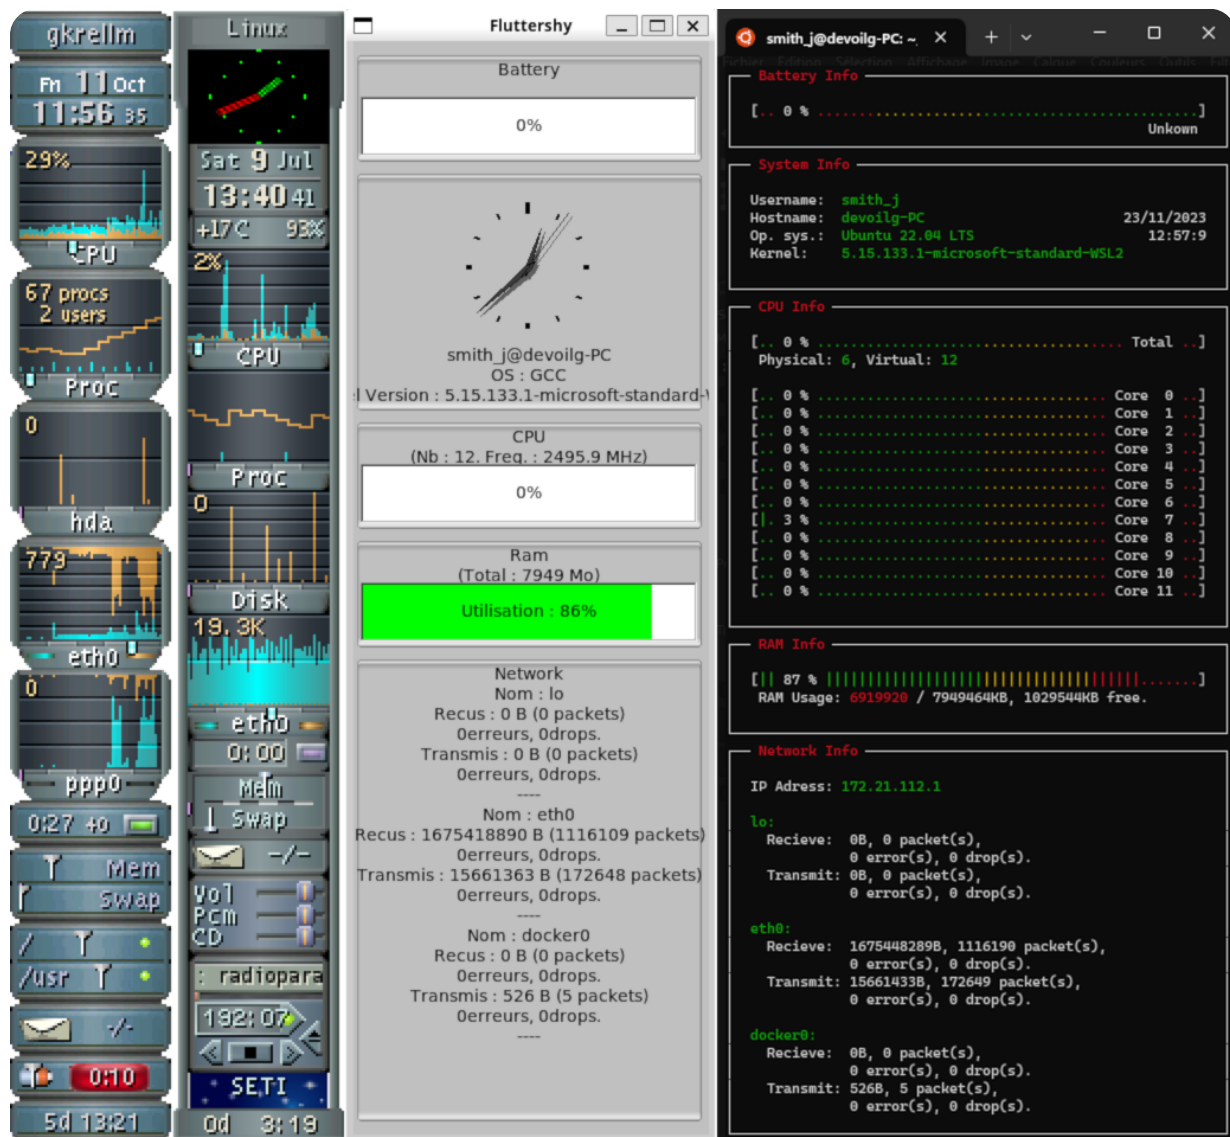 gkrellm
Fri 11 Oct
11:56 35
29%
CPU
67 procs
2 users
Proc
0
hda
779
eth0
0
ppp0
0:27 40
Mem
Swap
/
/usr
-/-
0:10
5d 13:21
Linux
Sat 9 Jul
13:40 41
+17C 93%
2%
CPU
Proc
0
Disk
19.3K
eth0
0:00
Mem
Swap
-/-
Vol
Pcm
CD
: radiopara
192:07
SETI
0d 3:19
Fluttershy
Battery
0%
smith_j@devoilg-PC
OS : GCC
l Version : 5.15.133.1-microsoft-standard-\
CPU
(Nb : 12. Freq. : 2495.9 MHz)
0%
Ram
(Total : 7949 Mo)
Utilisation : 86%
Network
Nom : lo
Recus : 0 B (0 packets)
0erreurs, 0drops.
Transmis : 0 B (0 packets)
0erreurs, 0drops.
----
Nom : eth0
Recus : 1675418890 B (1116109 packets)
0erreurs, 0drops.
Transmis : 15661363 B (172648 packets)
0erreurs, 0drops.
----
Nom : docker0
Recus : 0 B (0 packets)
0erreurs, 0drops.
Transmis : 526 B (5 packets)
0erreurs, 0drops.
----
smith_j@devoilg-PC: ~
Fichier Edition Sélection Affichage Image Calque Couleurs Outils
Battery Info
[.. 0 % ]
Unkown
System Info
Username: smith_j
Hostname: devoilg-PC 23/11/2023
Op. sys.: Ubuntu 22.04 LTS 12:57:9
Kernel: 5.15.133.1-microsoft-standard-WSL2
CPU Info
[.. 0 % Total ..]
Physical: 6, Virtual: 12
[.. 0 % Core 0 ..]
[.. 0 % Core 1 ..]
[.. 0 % Core 2 ..]
[.. 0 % Core 3 ..]
[.. 0 % Core 4 ..]
[.. 0 % Core 5 ..]
[.. 0 % Core 6 ..]
[|. 3 % Core 7 ..]
[.. 0 % Core 8 ..]
[.. 0 % Core 9 ..]
[.. 0 % Core 10 ..]
[.. 0 % Core 11 ..]
RAM Info
[|| 87 % ]
RAM Usage: 6919920 / 7949464KB, 1029544KB free.
Network Info
IP Adress: 172.21.112.1
lo:
Recieve: 0B, 0 packet(s),
0 error(s), 0 drop(s).
Transmit: 0B, 0 packet(s),
0 error(s), 0 drop(s).
eth0:
Recieve: 1675448289B, 1116190 packet(s),
0 error(s), 0 drop(s).
Transmit: 15661433B, 172649 packet(s),
0 error(s), 0 drop(s).
docker0:
Recieve: 0B, 0 packet(s),
0 error(s), 0 drop(s).
Transmit: 526B, 5 packet(s),
0 error(s), 0 drop(s).